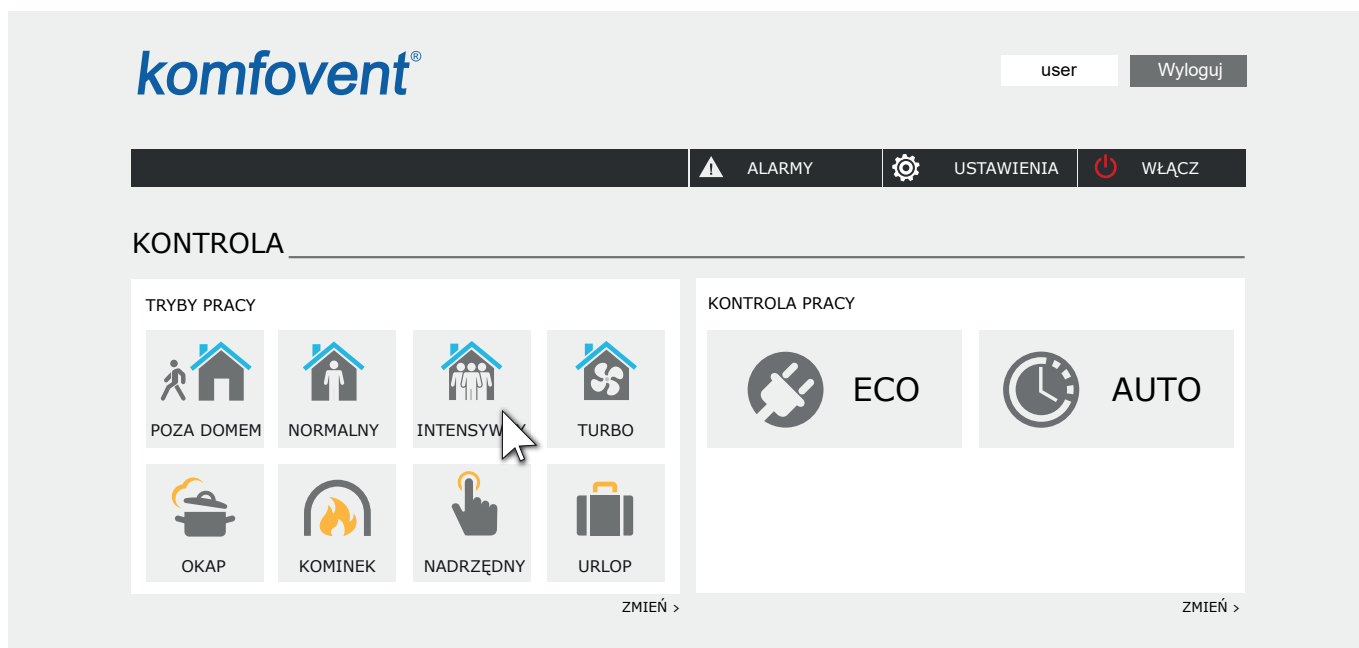 komfovent®
user Wyloguj
ALARMY USTAWIENIA WŁĄCZ
KONTROLA
TRYBY PRACY
POZA DOMEM NORMALNY TURBO
OKAP KOMINEK NADRZĘDNY URLOP
ZMIEŃ >
KONTROLA PRACY
ECO AUTO
ZMIEŃ >